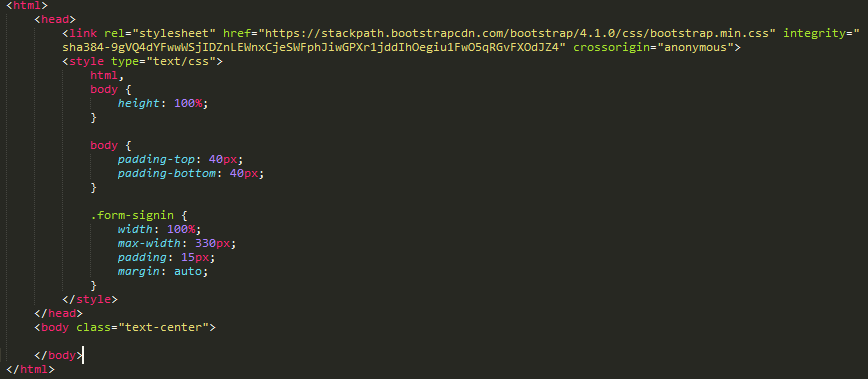 <html>
<head>
<link rel="stylesheet" href="https://stackpath.bootstrapcdn.com/bootstrap/4.1.0/css/bootstrap.min.css" integrity="
sha384-9gVQ4dYFwwWSjIDZnLEWnxCjeSWFphJiwGPXr1jddIhOegiu1FwO5qRGvFXOdJZ4" crossorigin="anonymous">
<style type="text/css">
html,
body {
height: 100%;
}
body {
padding-top: 40px;
padding-bottom: 40px;
}
.form-signin {
width: 100%;
max-width: 330px;
padding: 15px;
margin: auto;
}
</style>
</head>
<body class="text-center">
</body>
</html>